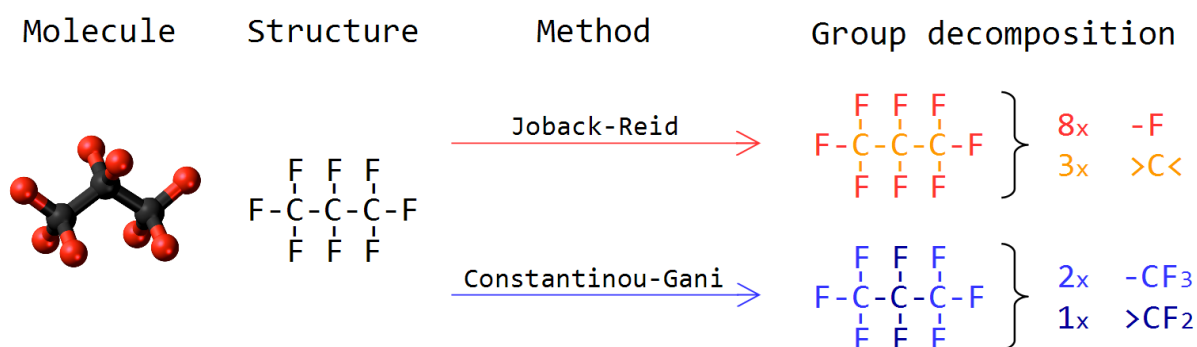 Molecule Structure Method Group decomposition
F F F
F-C-C-C-F
F F F
Joback-Reid
F F F
F-C-C-C-F
F F F
8x -F
3x >C<
Constantinou-Gani
F F F
F-C-C-C-F
F F F
2x -CF3
1x >CF2